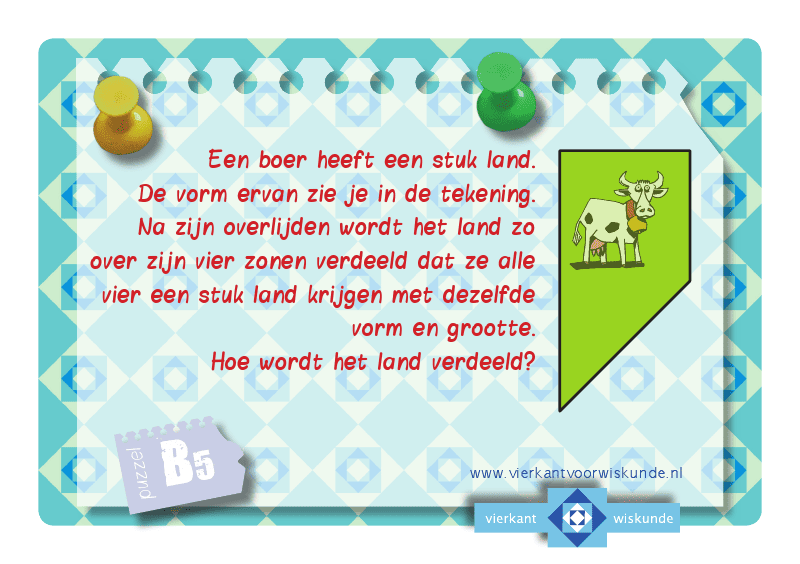 Een boer heeft een stuk land.
De vorm ervan zie je in de tekening.
Na zijn overlijden wordt het land zo
over zijn vier zonen verdeeld dat ze alle
vier een stuk land krijgen met dezelfde
vorm en grootte.
Hoe wordt het land verdeeld?
puzzel B5
www.vierkantvoorwiskunde.nl
vierkant wiskunde